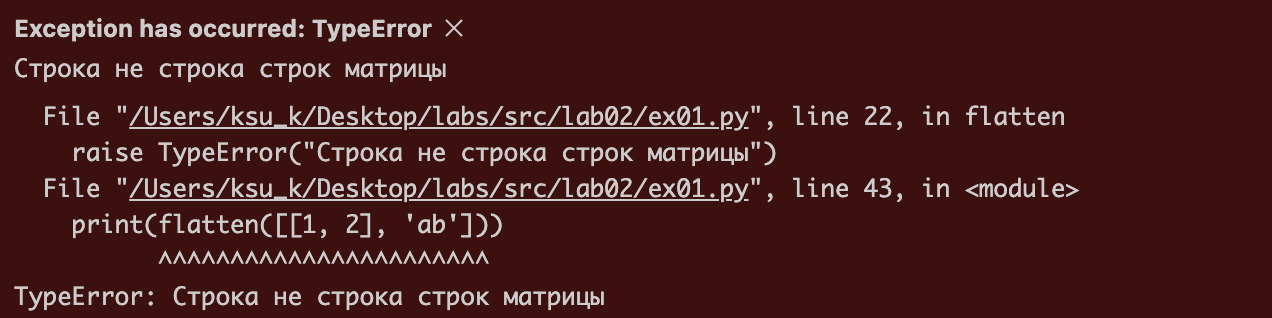 Exception has occurred: TypeError ×
Строка не строка строк матрицы
File "/Users/ksu_k/Desktop/labs/src/lab02/ex01.py", line 22, in flatten
raise TypeError("Строка не строка строк матрицы")
File "/Users/ksu_k/Desktop/labs/src/lab02/ex01.py", line 43, in <module>
print(flatten([[1, 2], 'ab']))
^^^^^^^^^^^^^^^^^^^^^^^
TypeError: Строка не строка строк матрицы